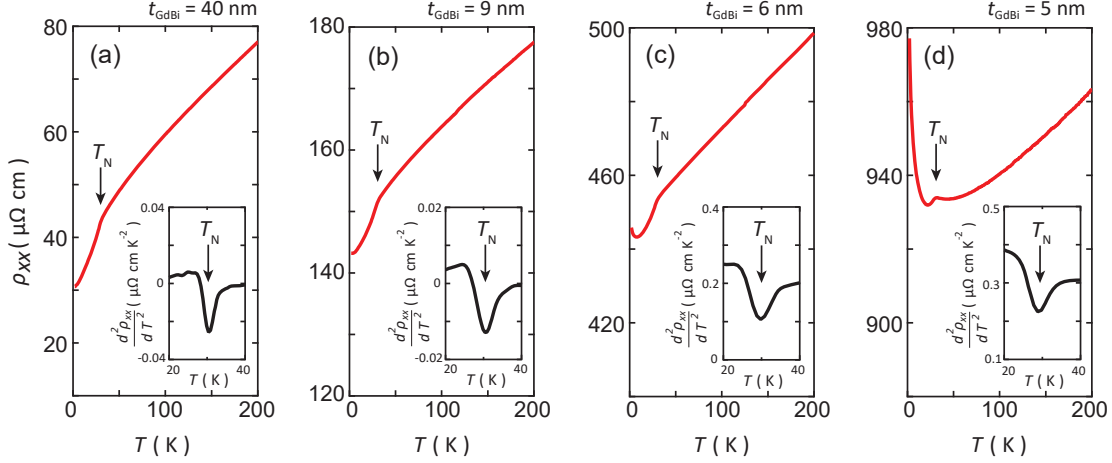 t_GdBi = 40 nm
t_GdBi = 9 nm
t_GdBi = 6 nm
t_GdBi = 5 nm
ρ_xx ( μΩ cm)
80
60
40
20
(a)
T_N
0.04
0
-0.04
T_N
d²ρ_xx / dT² ( μΩ cm K⁻²)
20 40
T ( K )
0 100 200
T ( K )
180
160
140
120
(b)
T_N
0.02
0
-0.02
T_N
d²ρ_xx / dT² ( μΩ cm K⁻²)
20 40
T ( K )
0 100 200
T ( K )
500
460
420
(c)
T_N
0.4
0.2
0
T_N
d²ρ_xx / dT² ( μΩ cm K⁻²)
20 40
T ( K )
0 100 200
T ( K )
980
940
900
(d)
T_N
0.5
0.3
0.1
T_N
d²ρ_xx / dT² ( μΩ cm K⁻²)
20 40
T ( K )
0 100 200
T ( K )